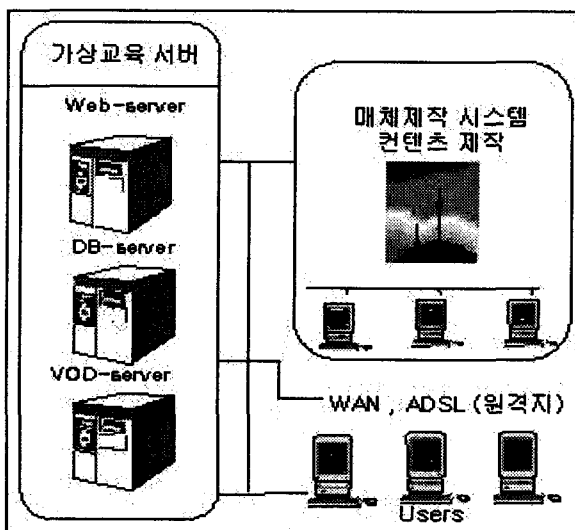 가상교육 서버
Web-server
DB-server
VOD-server
매체제작 시스템
컨텐츠 제작
WAN , ADSL (원격지)
Users